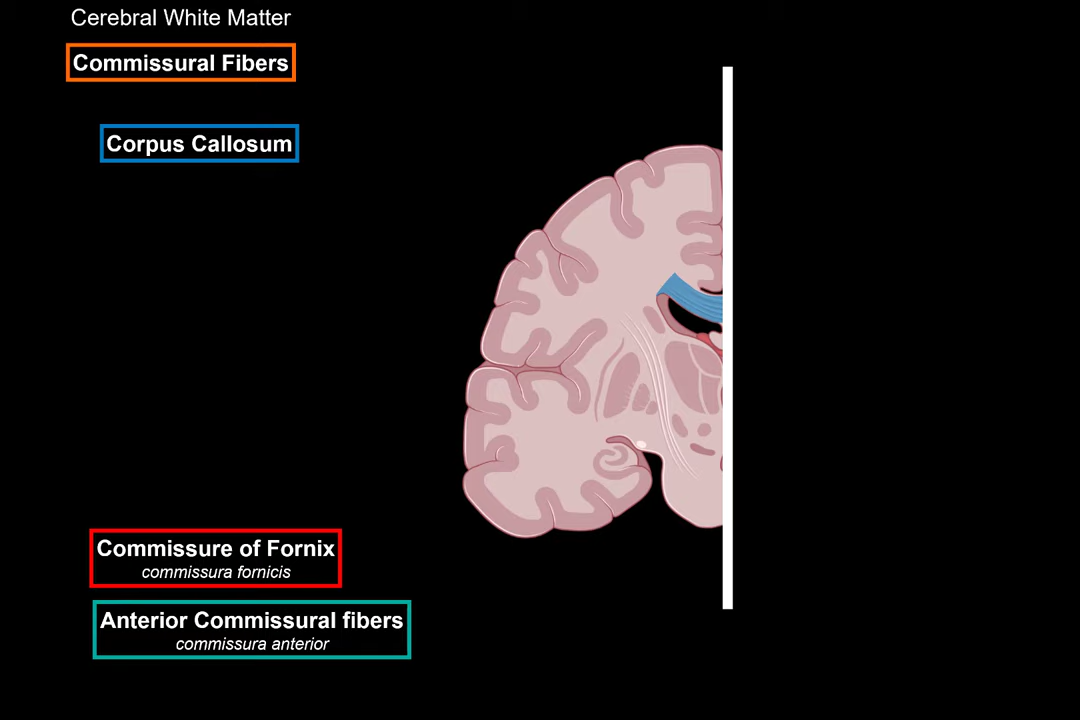 Cerebral White Matter
Commissural Fibers
Corpus Callosum
Commissure of Fornix
commissura fornicis
Anterior Commissural fibers
commissura anterior